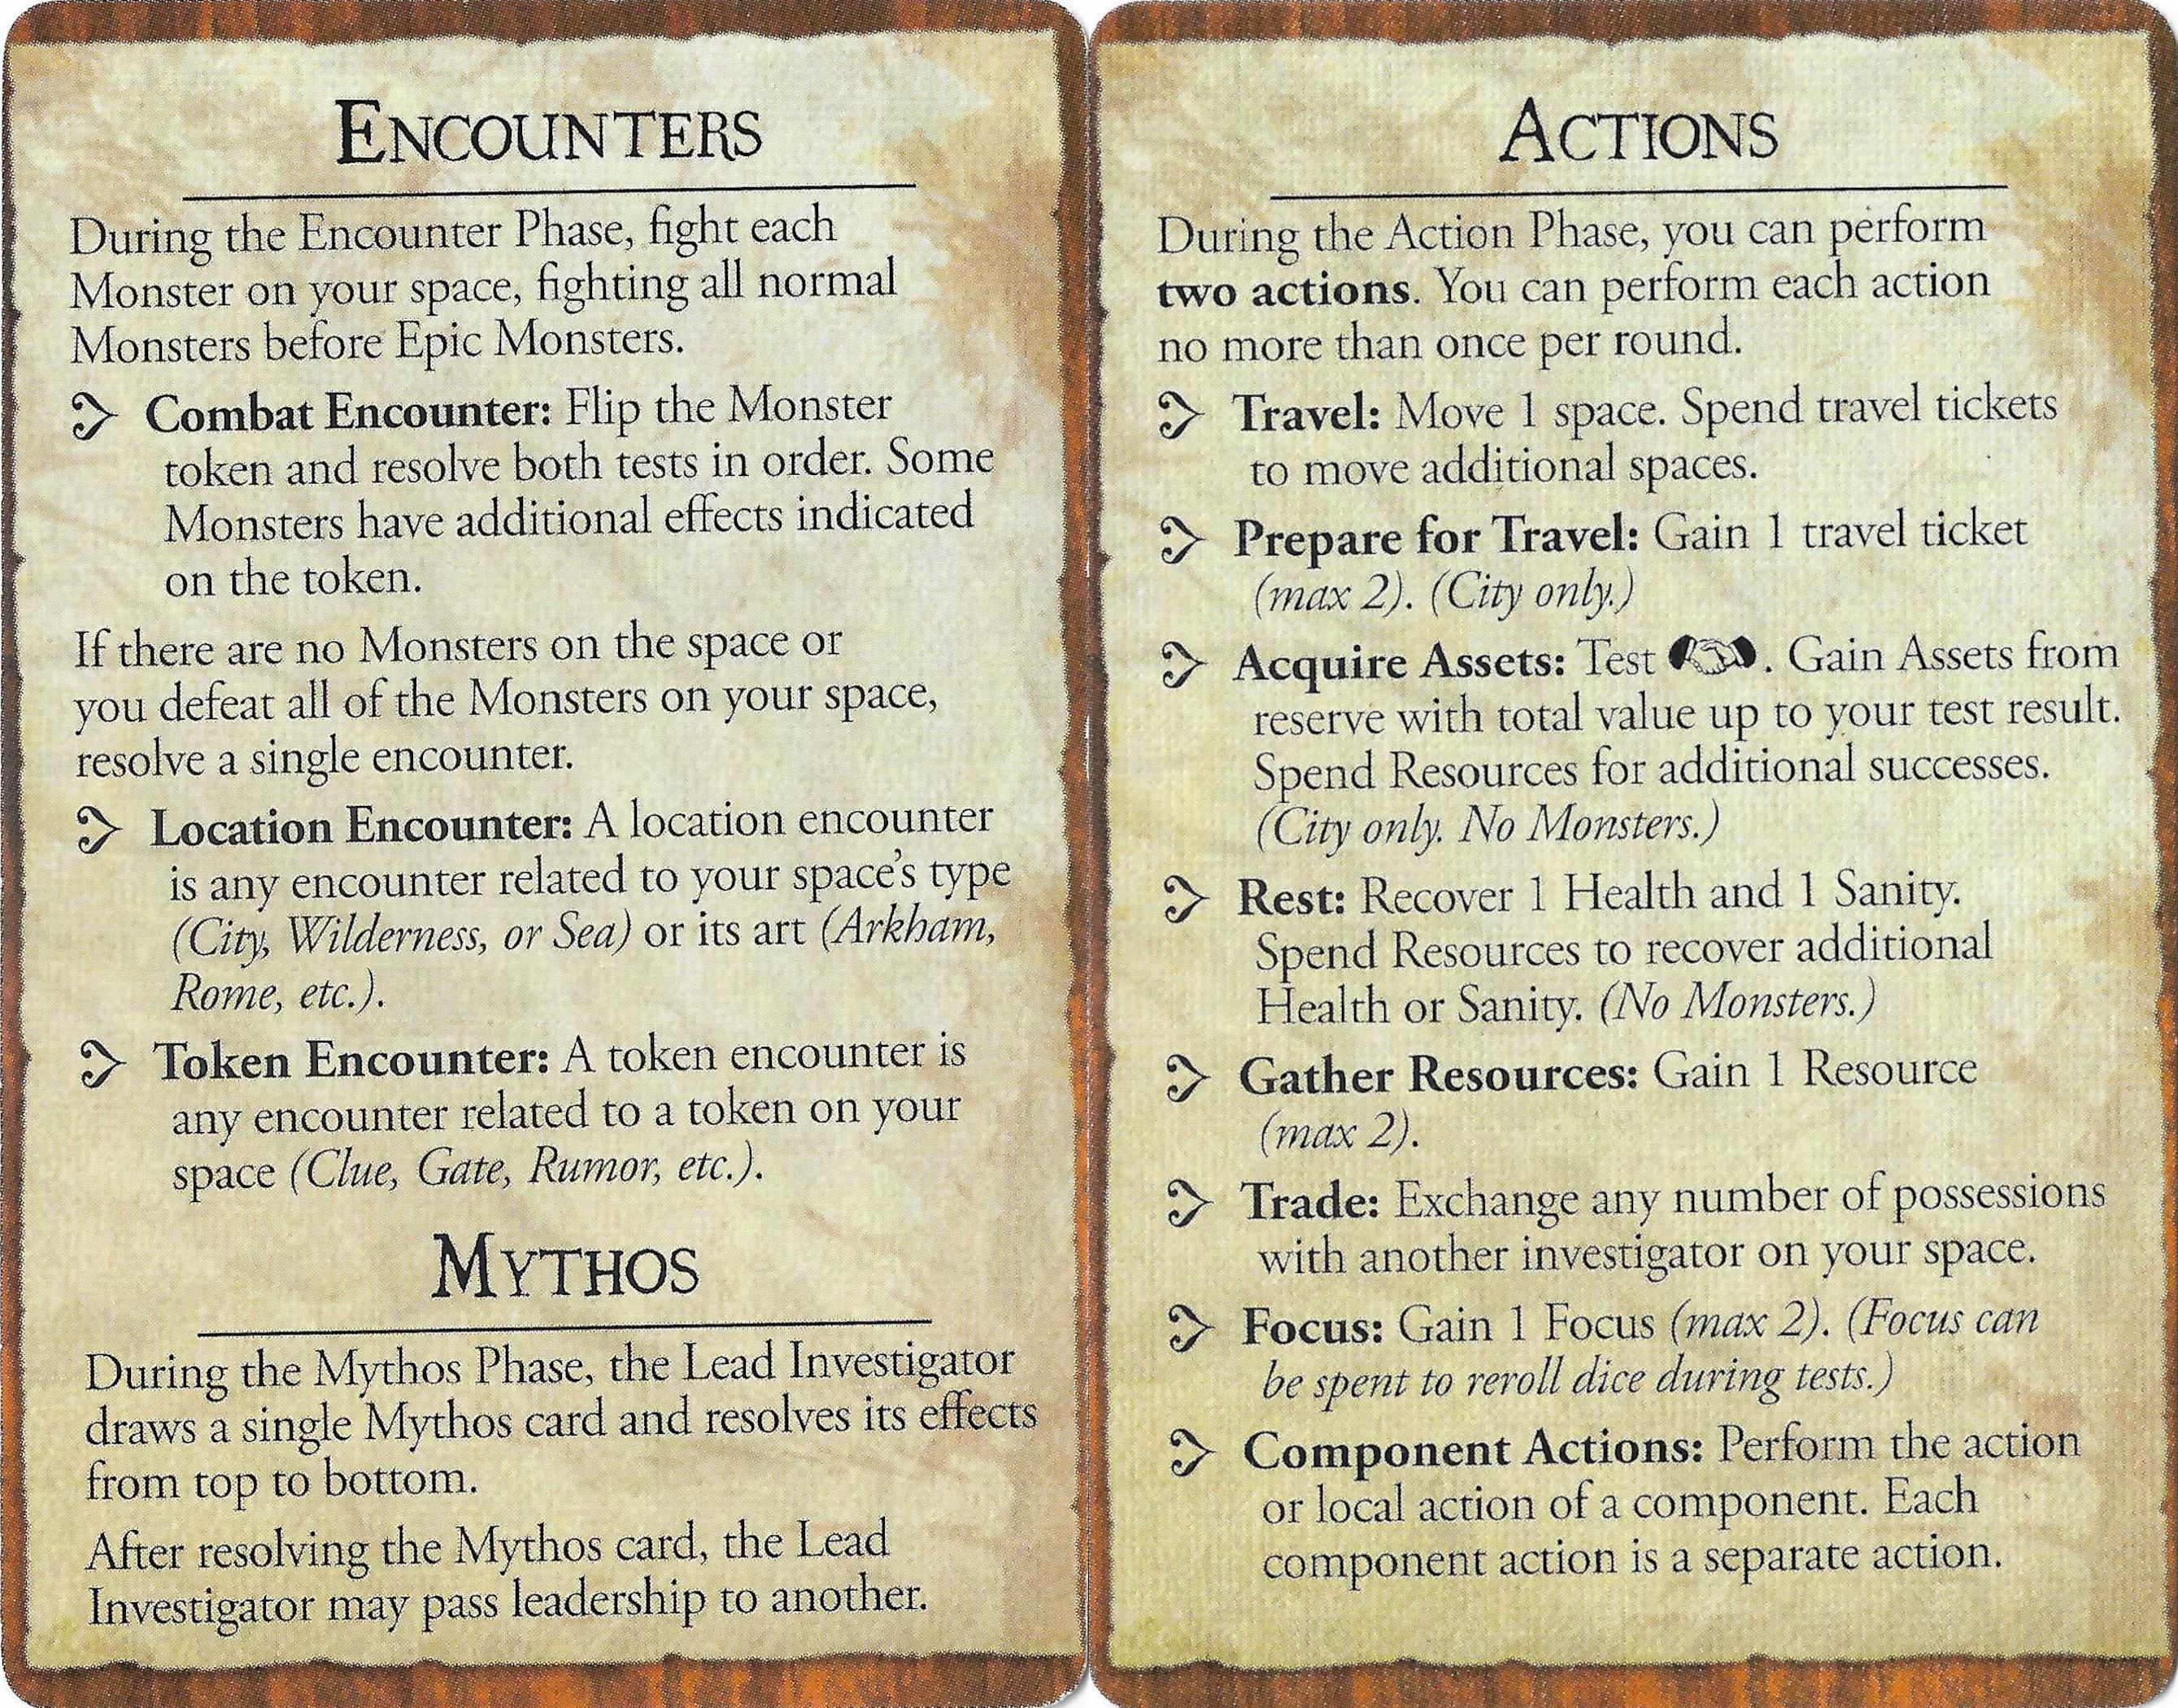 ENCOUNTERS
During the Encounter Phase, fight each
Monster on your space, fighting all normal
Monsters before Epic Monsters.
Combat Encounter: Flip the Monster
token and resolve both tests in order. Some
Monsters have additional effects indicated
on the token.
If there are no Monsters on the space or
you defeat all of the Monsters on your space,
resolve a single encounter.
Location Encounter: A location encounter
is any encounter related to your space's type
(City, Wilderness, or Sea) or its art (Arkham,
Rome, etc.).
Token Encounter: A token encounter is
any encounter related to a token on your
space (Clue, Gate, Rumor, etc.).
MYTHOS
During the Mythos Phase, the Lead Investigator
draws a single Mythos card and resolves its effects
from top to bottom.
After resolving the Mythos card, the Lead
Investigator may pass leadership to another.
ACTIONS
During the Action Phase, you can perform
two actions. You can perform each action
no more than once per round.
Travel: Move 1 space. Spend travel tickets
to move additional spaces.
Prepare for Travel: Gain 1 travel ticket
(max 2). (City only.)
Acquire Assets: Test . Gain Assets from
reserve with total value up to your test result.
Spend Resources for additional successes.
(City only. No Monsters.)
Rest: Recover 1 Health and 1 Sanity.
Spend Resources to recover additional
Health or Sanity. (No Monsters.)
Gather Resources: Gain 1 Resource
(max 2).
Trade: Exchange any number of possessions
with another investigator on your space.
Focus: Gain 1 Focus (max 2). (Focus can
be spent to reroll dice during tests.)
Component Actions: Perform the action
or local action of a component. Each
component action is a separate action.